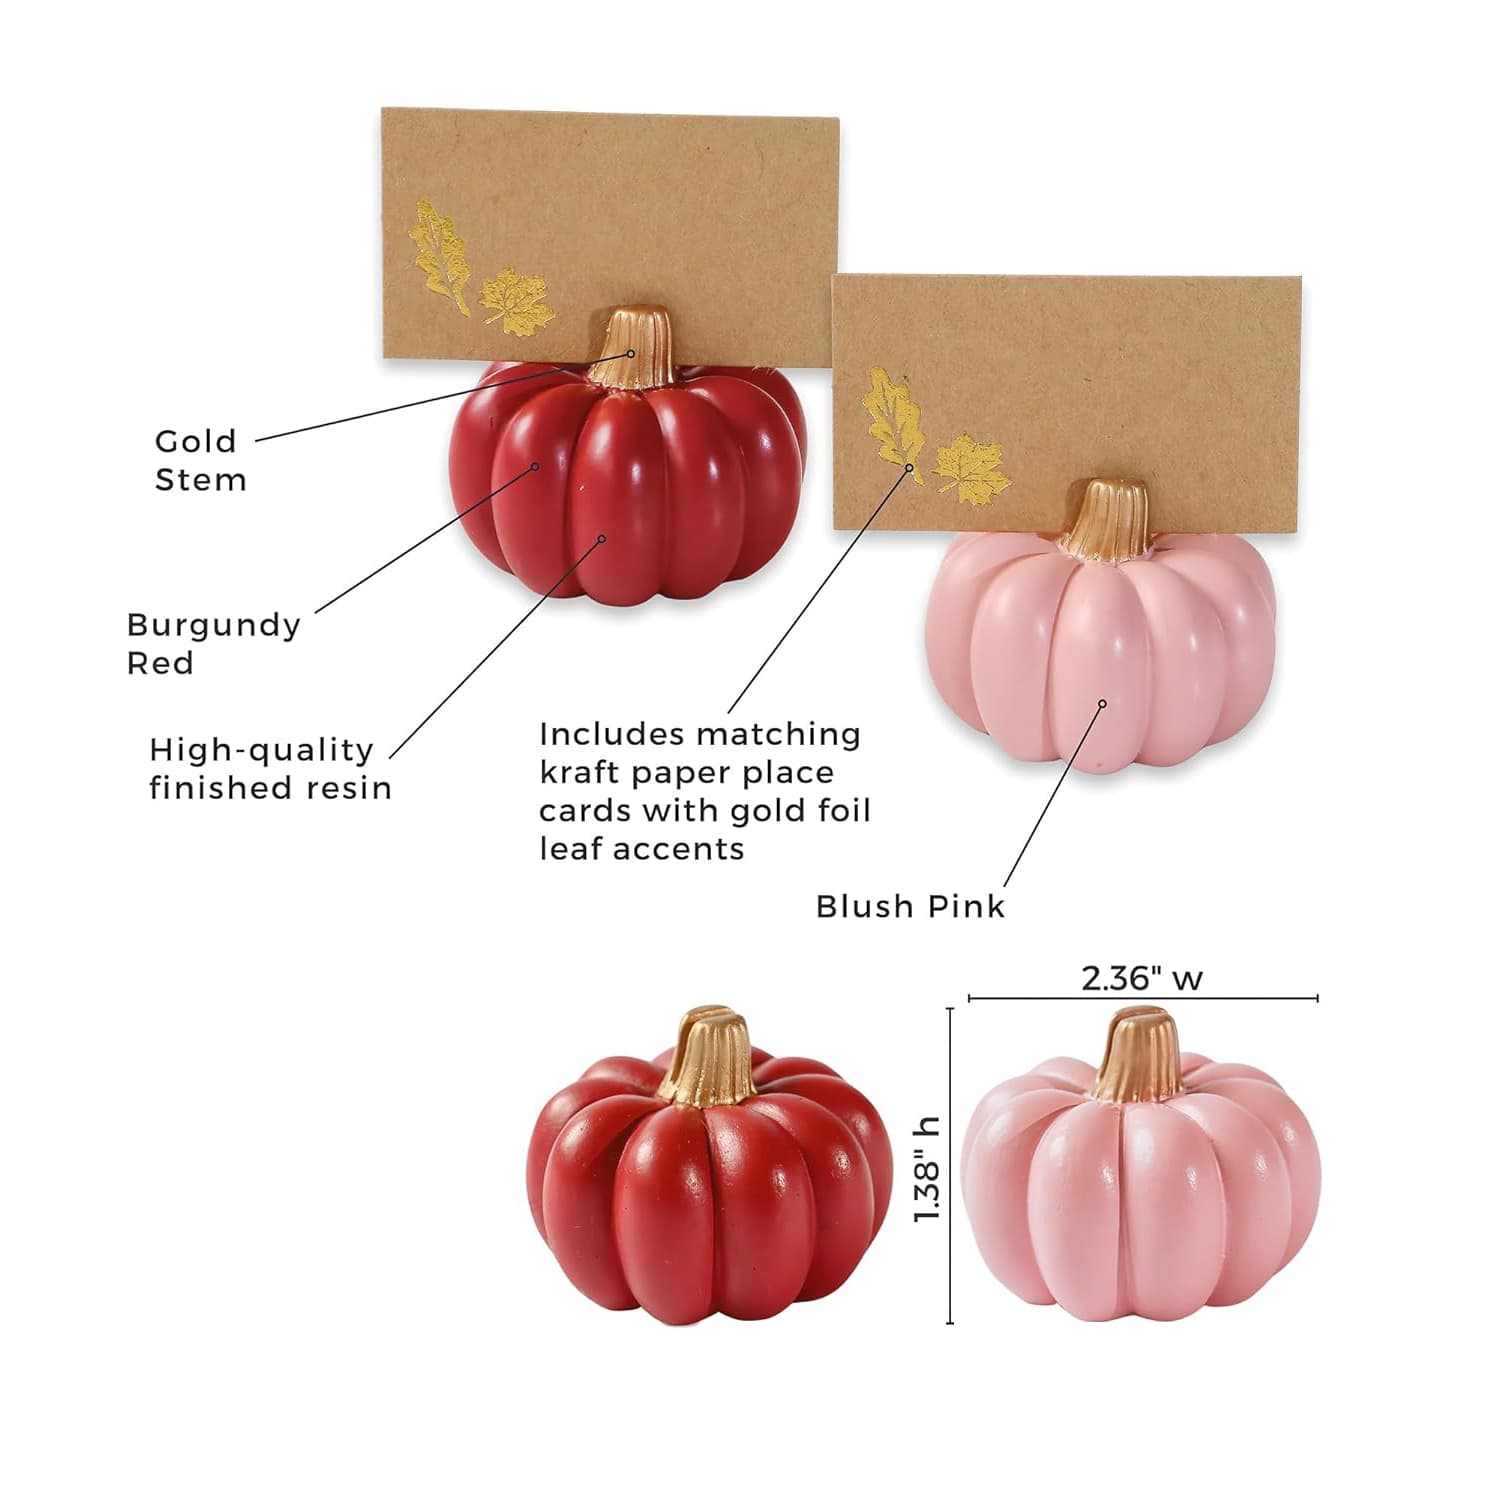 Gold
Stem
Burgundy
Red
High-quality
finished resin
Includes matching
kraft paper place
cards with gold foil
leaf accents
Blush Pink
2.36" w
1.38" h